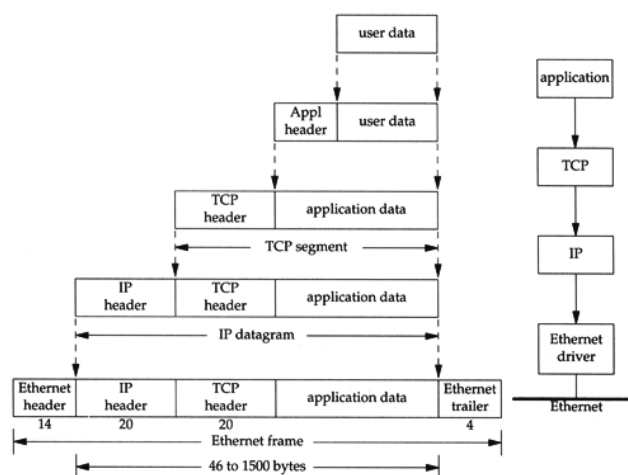 user data
application
Appl
header
user data
TCP
TCP
header
application data
TCP segment
IP
IP
header
TCP
header
application data
IP datagram
Ethernet
driver
Ethernet
header
IP
header
TCP
header
application data
Ethernet
trailer
Ethernet
14
20
20
4
Ethernet frame
46 to 1500 bytes